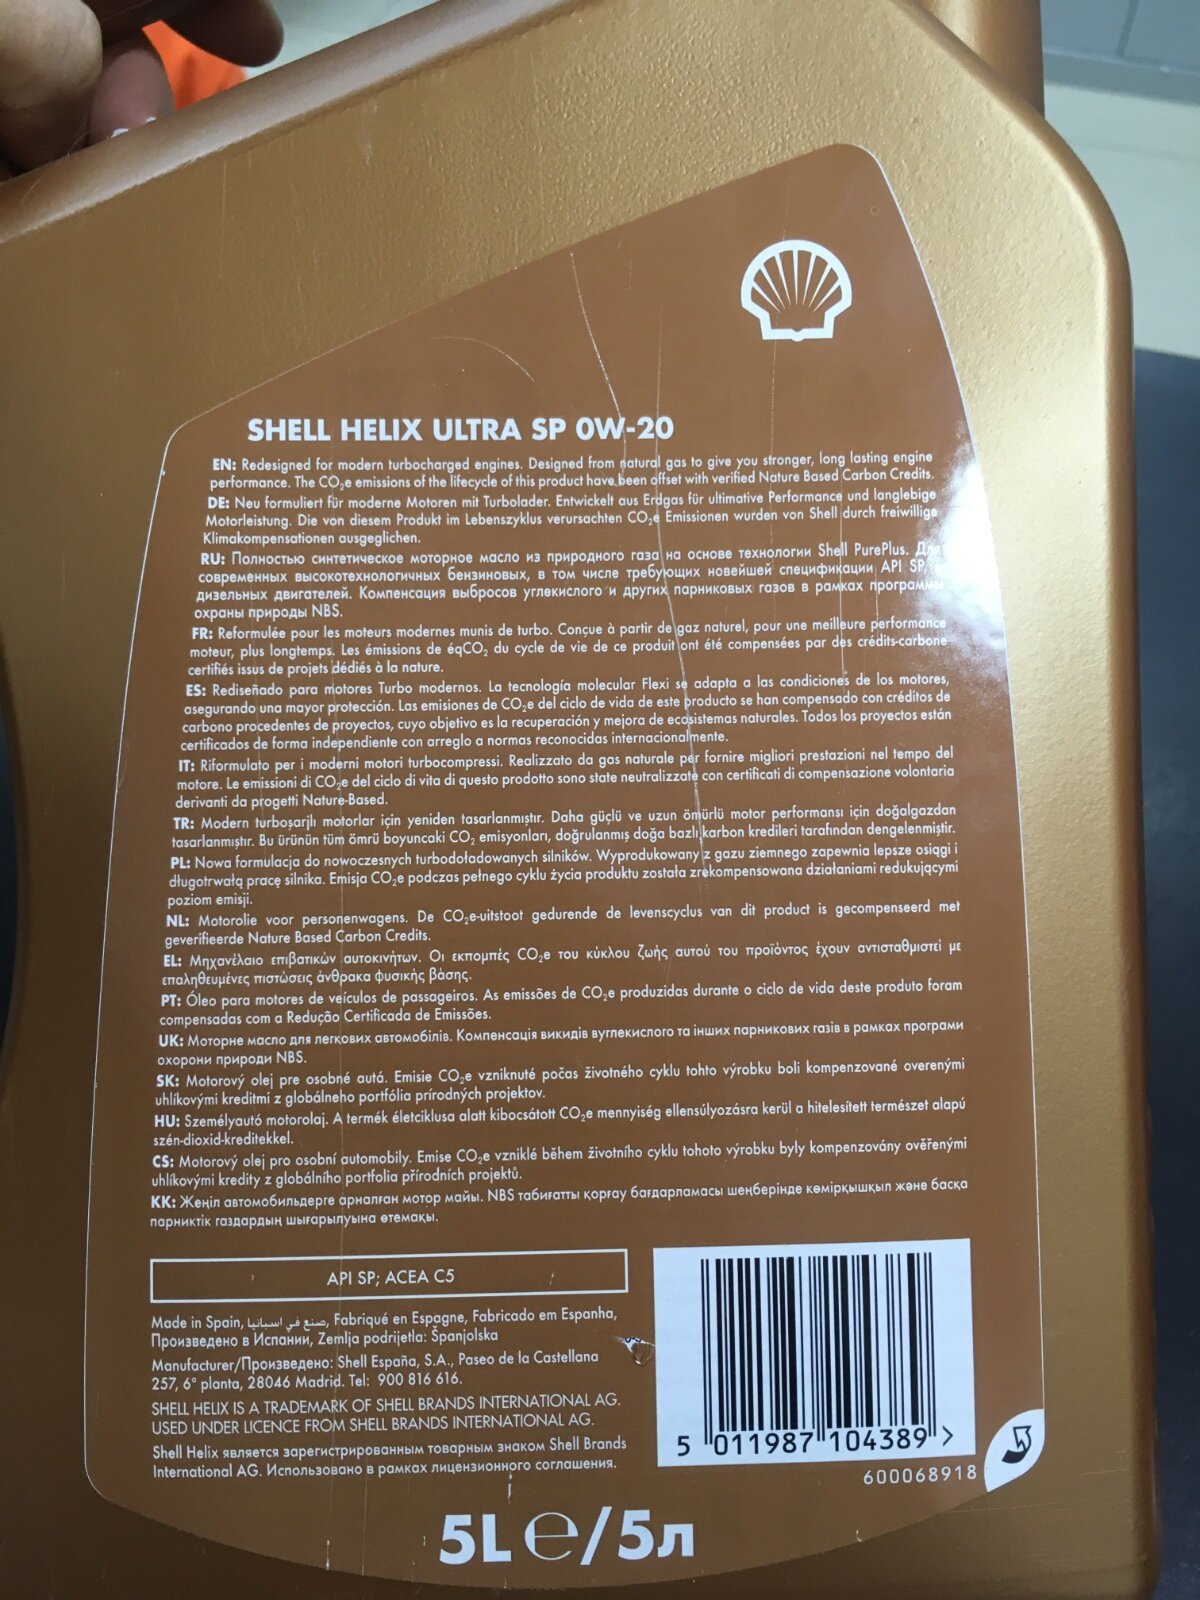 SHELL HELIX ULTRA SP 0W-20
EN: Redesigned for modern turbocharged engines. Designed from natural gas to give you stronger, long lasting engine
performance. The CO₂e emissions of the lifecycle of this product have been offset with verified Nature Based Carbon Credits.
DE: Neu formuliert für moderne Motoren mit Turbolader. Entwickelt aus Erdgas für ultimative Performance und langlebige
Motorleistung. Die von diesem Produkt im Lebenszyklus verursachten CO₂e Emissionen wurden von Shell durch freiwillige
Klimakompensationen ausgeglichen.
RU: Полностью синтетическое моторное масло из природного газа на основе технологии Shell PurePlus. Для
современных высокотехнологичных бензиновых, в том числе требующих новейшей спецификации API SP,
дизельных двигателей. Компенсация выбросов углекислого и других парниковых газов в рамках программы
охраны природы NBS.
FR: Reformulée pour les moteurs modernes munis de turbo. Conçue à partir de gaz naturel, pour une meilleure performance
moteur, plus longtemps. Les émissions de éqCO₂ du cycle de vie de ce produit ont été compensées par des crédits-carbone
certifiés issus de projets dédiés à la nature.
ES: Rediseñado para motores Turbo modernos. La tecnología molecular Flexi se adapta a las condiciones de los motores,
asegurando una mayor protección. Las emisiones de CO₂e del ciclo de vida de este producto se han compensado con créditos de
carbono procedentes de proyectos, cuyo objetivo es la recuperación y mejora de ecosistemas naturales. Todos los proyectos están
certificados de forma independiente con arreglo a normas reconocidas internacionalmente.
IT: Riformulato per i moderni motori turbocompressi. Realizzato da gas naturale per fornire migliori prestazioni nel tempo del
motore. Le emissioni di CO₂e del ciclo di vita di questo prodotto sono state neutralizzate con certificati di compensazione volontaria
derivanti da progetti Nature-Based.
TR: Modern turboşarjlı motorlar için yeniden tasarlanmıştır. Daha güçlü ve uzun ömürlü motor performansı için doğalgazdan
tasarlanmıştır. Bu ürünün tüm ömrü boyuncaki CO₂ emisyonları, doğrulanmış doğa bazlı karbon kredileri tarafından dengelenmiştir.
PL: Nowa formulacja do nowoczesnych turbodoładowanych silników. Wyprodukowany z gazu ziemnego zapewnia lepsze osiągi i
długotrwałą pracę silnika. Emisja CO₂e podczas pełnego cyklu życia produktu została zrekompensowana działaniami redukującymi
poziom emisji.
NL: Motorolie voor personenwagens. De CO₂e-uitstoot gedurende de levenscyclus van dit product is gecompenseerd met
geverifieerde Nature Based Carbon Credits.
EL: Μηχανέλαιο επιβατικών αυτοκινήτων. Οι εκπομπές CO₂e του κύκλου ζωής αυτού του προϊόντος έχουν αντισταθμιστεί με
επαληθευμένες πιστώσεις άνθρακα φυσικής βάσης.
PT: Óleo para motores de veículos de passageiros. As emissões de CO₂e produzidas durante o ciclo de vida deste produto foram
compensadas com a Redução Certificada de Emissões.
UK: Моторне масло для легкових автомобілів. Компенсація викидів вуглекислого та інших парникових газів в рамках програми
охорони природи NBS.
SK: Motorový olej pre osobné autá. Emisie CO₂e vzniknuté počas životného cyklu tohto výrobku boli kompenzované overenými
uhlíkovými kreditmi z globálneho portfólia prírodných projektov.
HU: Személyautó motorolaj. A termék életciklusa alatt kibocsátott CO₂e mennyiség ellensúlyozásra kerül a hitelesített természet alapú
szén-dioxid-kreditekkel.
CS: Motorový olej pro osobní automobily. Emise CO₂e vzniklé během životního cyklu tohoto výrobku byly kompenzovány ověřenými
uhlíkovými kredity z globálního portfolia přírodních projektů.
KK: Жеңіл автомобильдерге арналған мотор майы. NBS табиғатты қорғау бағдарламасы шеңберінде көмірқышқыл және басқа
парниктік газдардың шығарылуына өтемақы.
API SP; ACEA C5
Made in Spain, صنع في اسبانيا, Fabriqué en Espagne, Fabricado em Espanha,
Произведено в Испании, Zemlja podrijetla: Španjolska
Manufacturer/Произведено: Shell España, S.A., Paseo de la Castellana
257, 6° planta, 28046 Madrid. Tel: 900 816 616.
SHELL HELIX IS A TRADEMARK OF SHELL BRANDS INTERNATIONAL AG.
USED UNDER LICENCE FROM SHELL BRANDS INTERNATIONAL AG.
Shell Helix является зарегистрированным товарным знаком Shell Brands
International AG. Использовано в рамках лицензионного соглашения.
5 011987 104389 >
600068918
5L e/5л